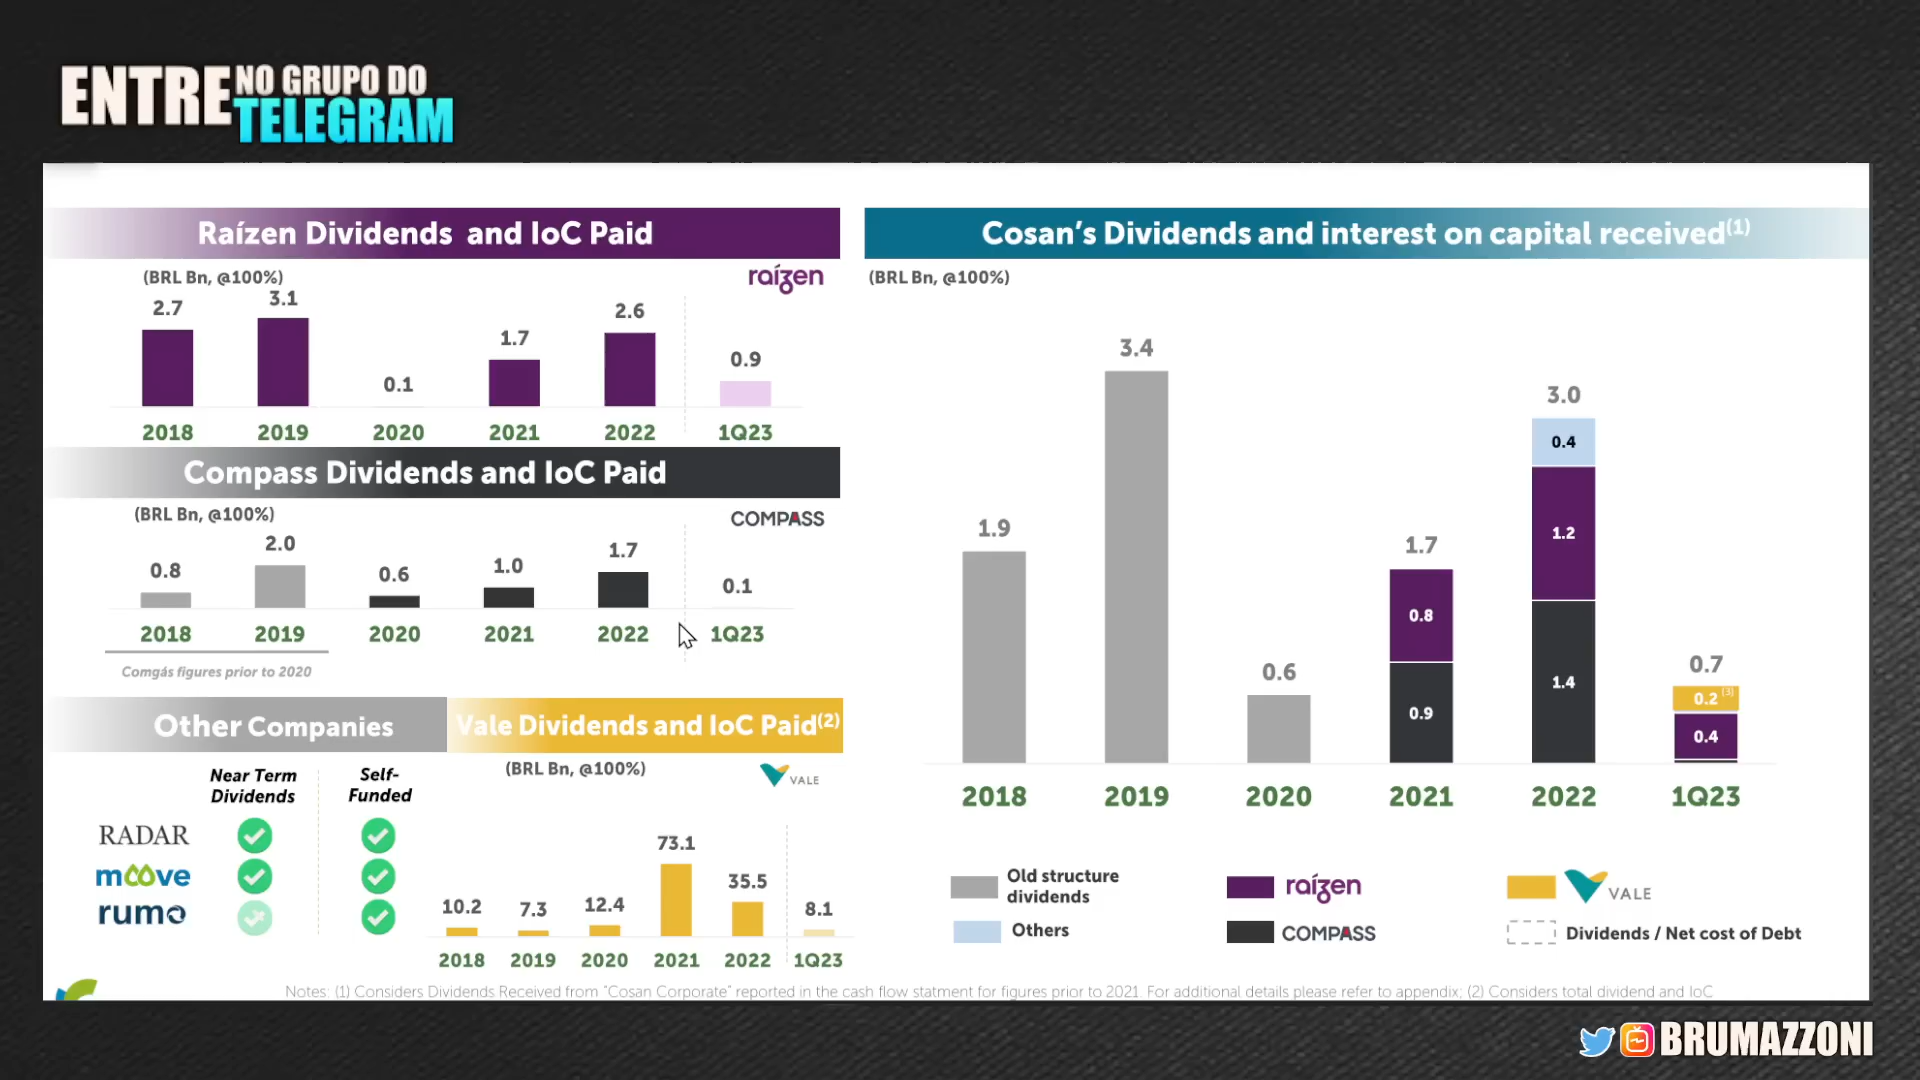 ENTRE NO GRUPO DO
TELEGRAM
Raízen Dividends and IoC Paid
(BRL Bn, @100%)
raízen
2.7
3.1
0.1
1.7
2.6
0.9
2018
2019
2020
2021
2022
1Q23
Compass Dividends and IoC Paid
(BRL Bn, @100%)
COMPASS
0.8
2.0
0.6
1.0
1.7
0.1
2018
2019
2020
2021
2022
1Q23
Comgás figures prior to 2020
Other Companies
Near Term
Dividends
Self-
Funded
RADAR
moove
rumo
Vale Dividends and IoC Paid(2)
(BRL Bn, @100%)
VALE
10.2
7.3
12.4
73.1
35.5
8.1
2018
2019
2020
2021
2022
1Q23
Cosan's Dividends and interest on capital received(1)
(BRL Bn, @100%)
1.9
3.4
0.6
1.7
0.8
0.9
3.0
0.4
1.2
1.4
0.7
0.2 (3)
0.4
2018
2019
2020
2021
2022
1Q23
Old structure
dividends
raízen
VALE
Others
COMPASS
Dividends / Net cost of Debt
Notes: (1) Considers Dividends Received from "Cosan Corporate" reported in the cash flow statment for figures prior to 2021. For additional details please refer to appendix; (2) Considers total dividend and IoC
BRUMAZZONI